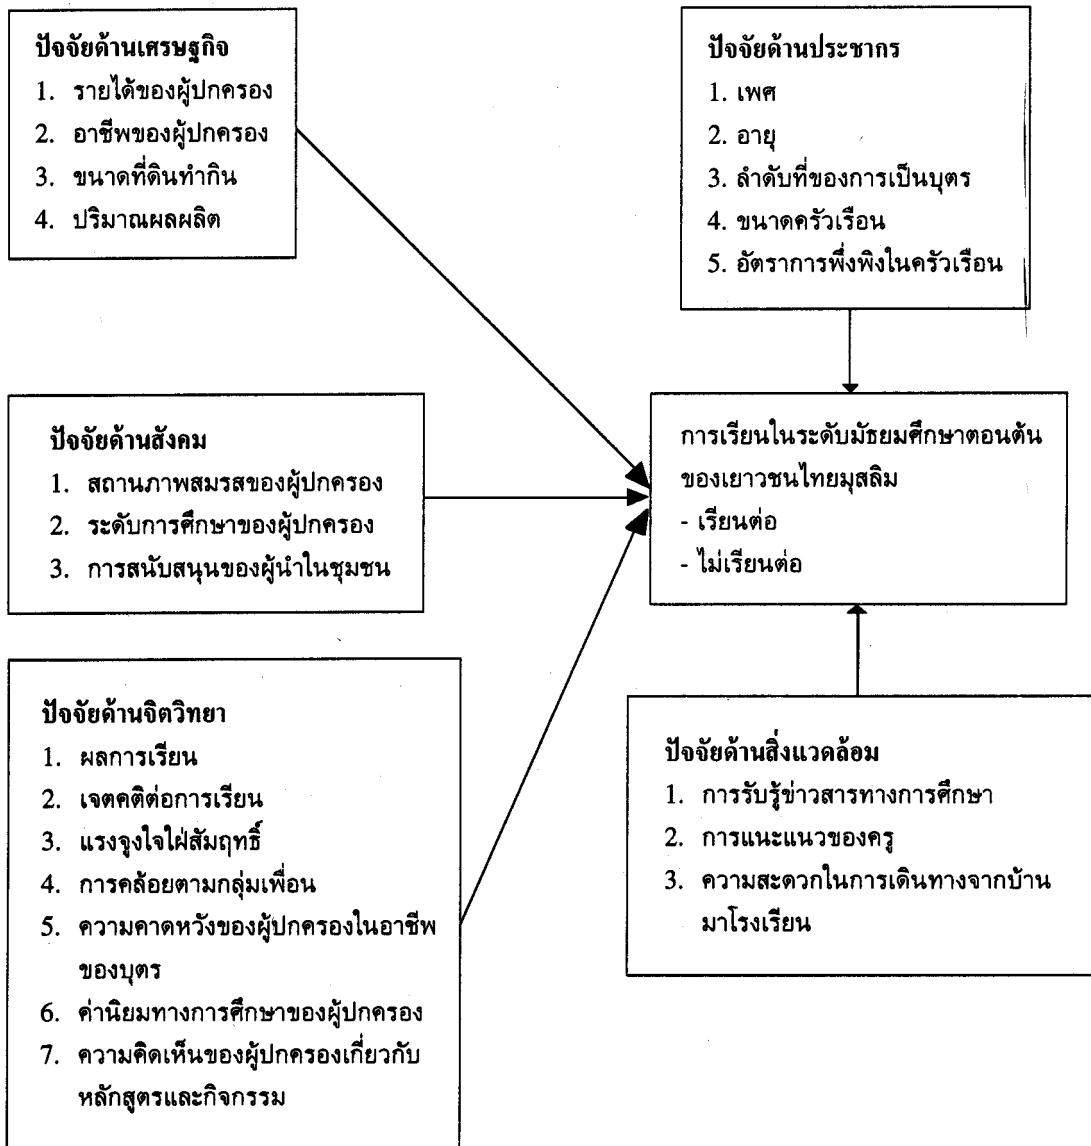 ปัจจัยด้านเศรษฐกิจ
1. รายได้ของผู้ปกครอง
2. อาชีพของผู้ปกครอง
3. ขนาดที่ดินทำกิน
4. ปริมาณผลผลิต
ปัจจัยด้านประชากร
1. เพศ
2. อายุ
3. ลำดับที่ของการเป็นบุตร
4. ขนาดครัวเรือน
5. อัตราการพึ่งพิงในครัวเรือน
ปัจจัยด้านสังคม
1. สถานภาพสมรสของผู้ปกครอง
2. ระดับการศึกษาของผู้ปกครอง
3. การสนับสนุนของผู้นำในชุมชน
การเรียนในระดับมัธยมศึกษาตอนต้น
ของเยาวชนไทยมุสลิม
- เรียนต่อ
- ไม่เรียนต่อ
ปัจจัยด้านจิตวิทยา
1. ผลการเรียน
2. เจตคติต่อการเรียน
3. แรงจูงใจใฝ่สัมฤทธิ์
4. การคล้อยตามกลุ่มเพื่อน
5. ความคาดหวังของผู้ปกครองในอาชีพ
ของบุตร
6. ค่านิยมทางการศึกษาของผู้ปกครอง
7. ความคิดเห็นของผู้ปกครองเกี่ยวกับ
หลักสูตรและกิจกรรม
ปัจจัยด้านสิ่งแวดล้อม
1. การรับรู้ข่าวสารทางการศึกษา
2. การแนะแนวของครู
3. ความสะดวกในการเดินทางจากบ้าน
มาโรงเรียน